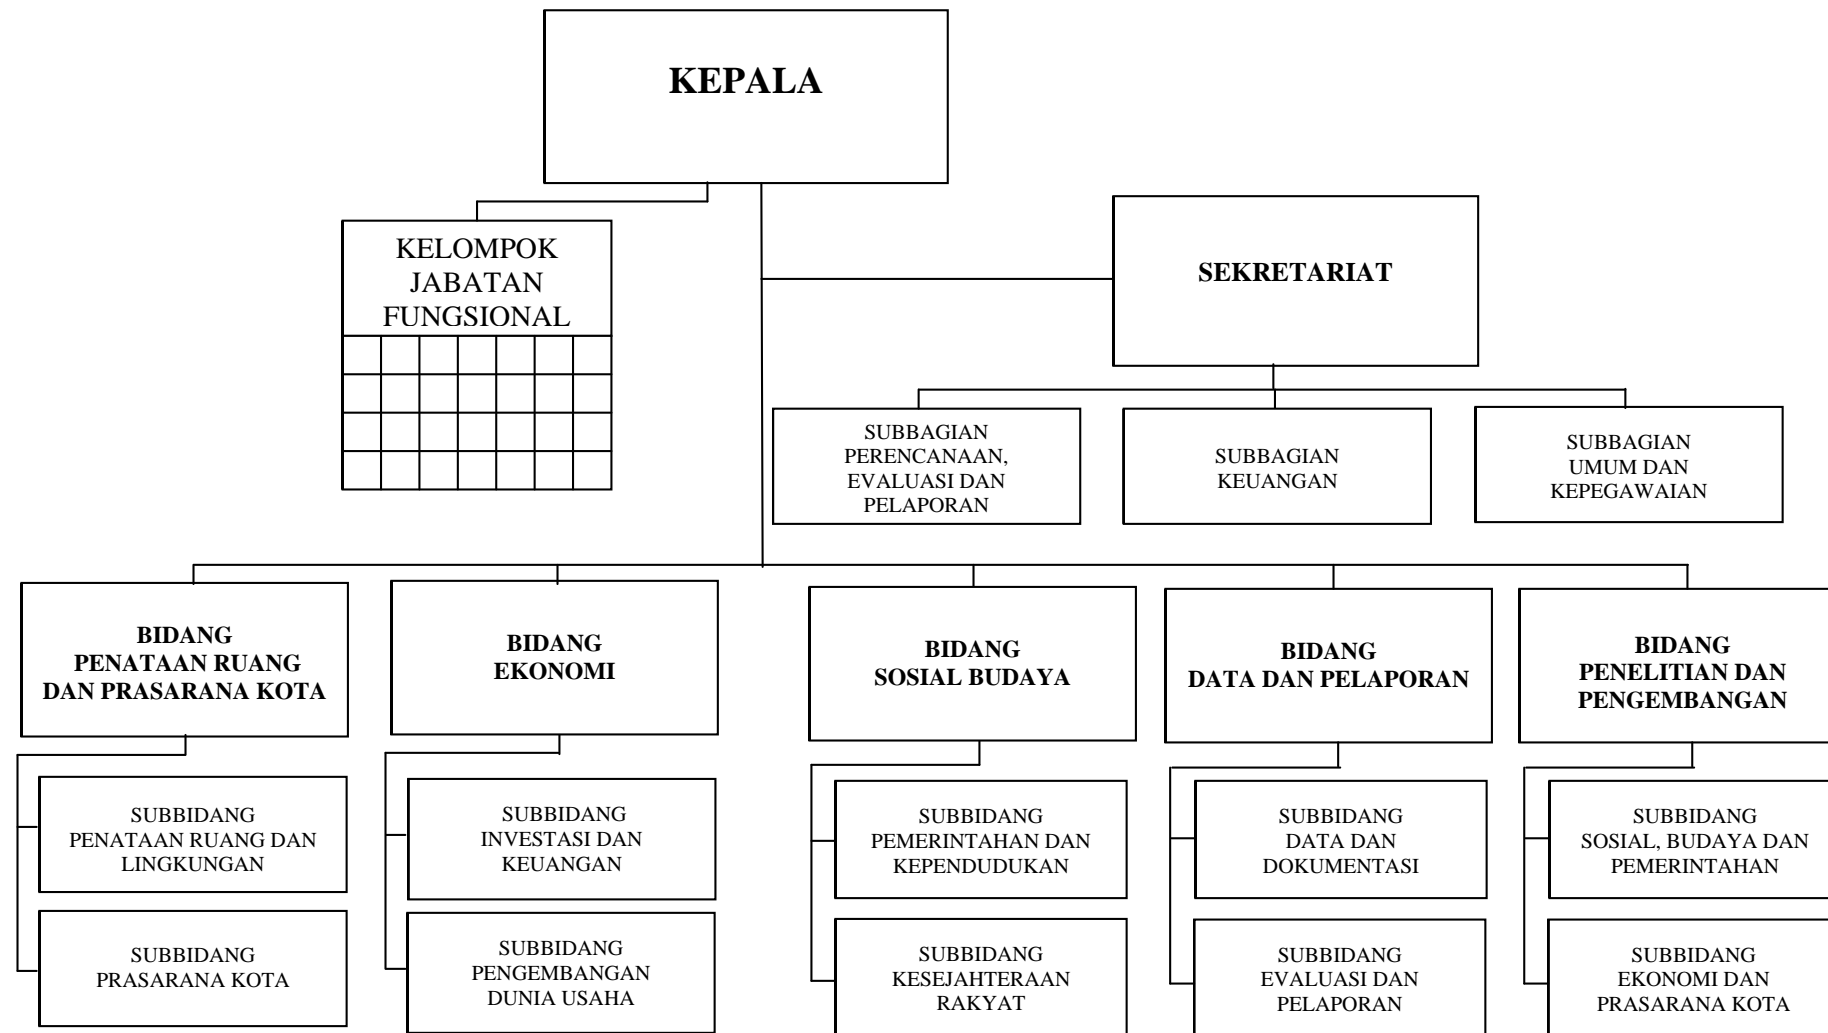 KEPALA
KELOMPOK
JABATAN
FUNGSIONAL
SEKRETARIAT
SUBBAGIAN
PERENCANAAN,
EVALUASI DAN
PELAPORAN
SUBBAGIAN
KEUANGAN
SUBBAGIAN
UMUM DAN
KEPEGAWAIAN
BIDANG
PENATAAN RUANG
DAN PRASARANA KOTA
BIDANG
EKONOMI
BIDANG
SOSIAL BUDAYA
BIDANG
DATA DAN PELAPORAN
BIDANG
PENELITIAN DAN
PENGEMBANGAN
SUBBIDANG
PENATAAN RUANG DAN
LINGKUNGAN
SUBBIDANG
INVESTASI DAN
KEUANGAN
SUBBIDANG
PEMERINTAHAN DAN
KEPENDUDUKAN
SUBBIDANG
DATA DAN
DOKUMENTASI
SUBBIDANG
SOSIAL, BUDAYA DAN
PEMERINTAHAN
SUBBIDANG
PRASARANA KOTA
SUBBIDANG
PENGEMBANGAN
DUNIA USAHA
SUBBIDANG
KESEJAHTERAAN
RAKYAT
SUBBIDANG
EVALUASI DAN
PELAPORAN
SUBBIDANG
EKONOMI DAN
PRASARANA KOTA